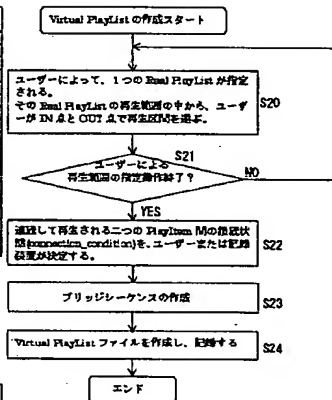 Virtual PlayList の作成スタート
ユーザーによって、1つの Real PlayList が指定
される。
その Real PlayList の再生範囲の中から、ユーザ
ーが IN 点と OUT 点で再生区間を選ぶ。
S20
ユーザーによる
再生範囲の指定操作終了？
S21
NO
YES
連続して再生される二つの PlayItem 間の接続状
態(connection_condition)を、ユーザーまたは記録
装置が決定する。
S22
ブリッジシーケンスの作成
S23
Virtual PlayList ファイルを作成し、記録する
S24
エンド